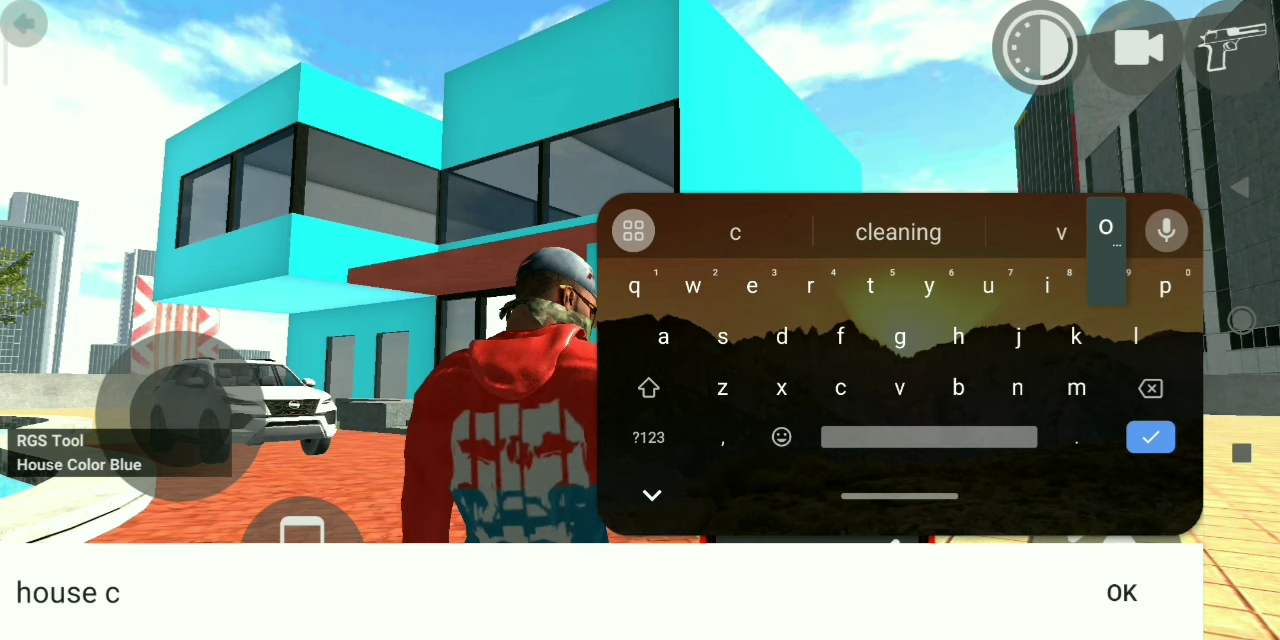 c cleaning v o
...
1 2 3 4 5 6 7 8 9 0
q w e r t y u i p
a s d f g h j k l
z x c v b n m
?123 , .
RGS Tool
House Color Blue
house c OK